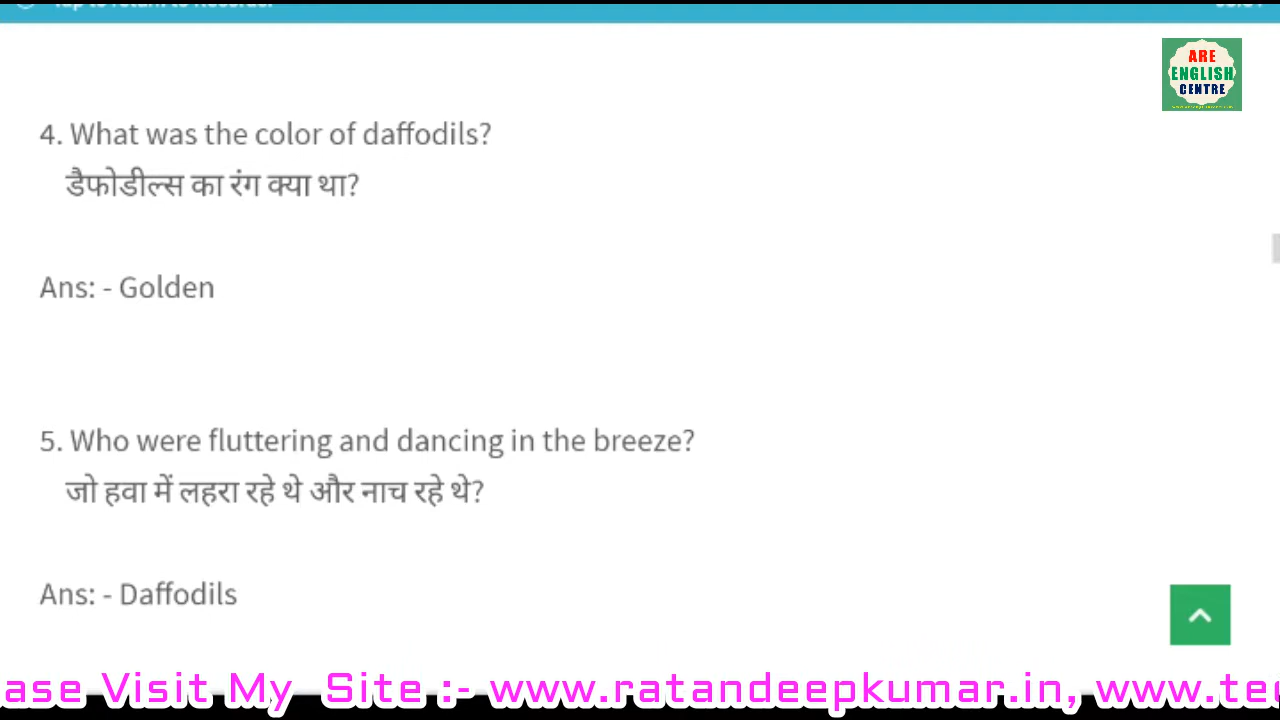 ARE
ENGLISH
CENTRE
4. What was the color of daffodils?
डैफोडील्स का रंग क्या था?
Ans: - Golden
5. Who were fluttering and dancing in the breeze?
जो हवा में लहरा रहे थे और नाच रहे थे?
Ans: - Daffodils
ase Visit My Site :- www.ratandeepkumar.in, www.tec